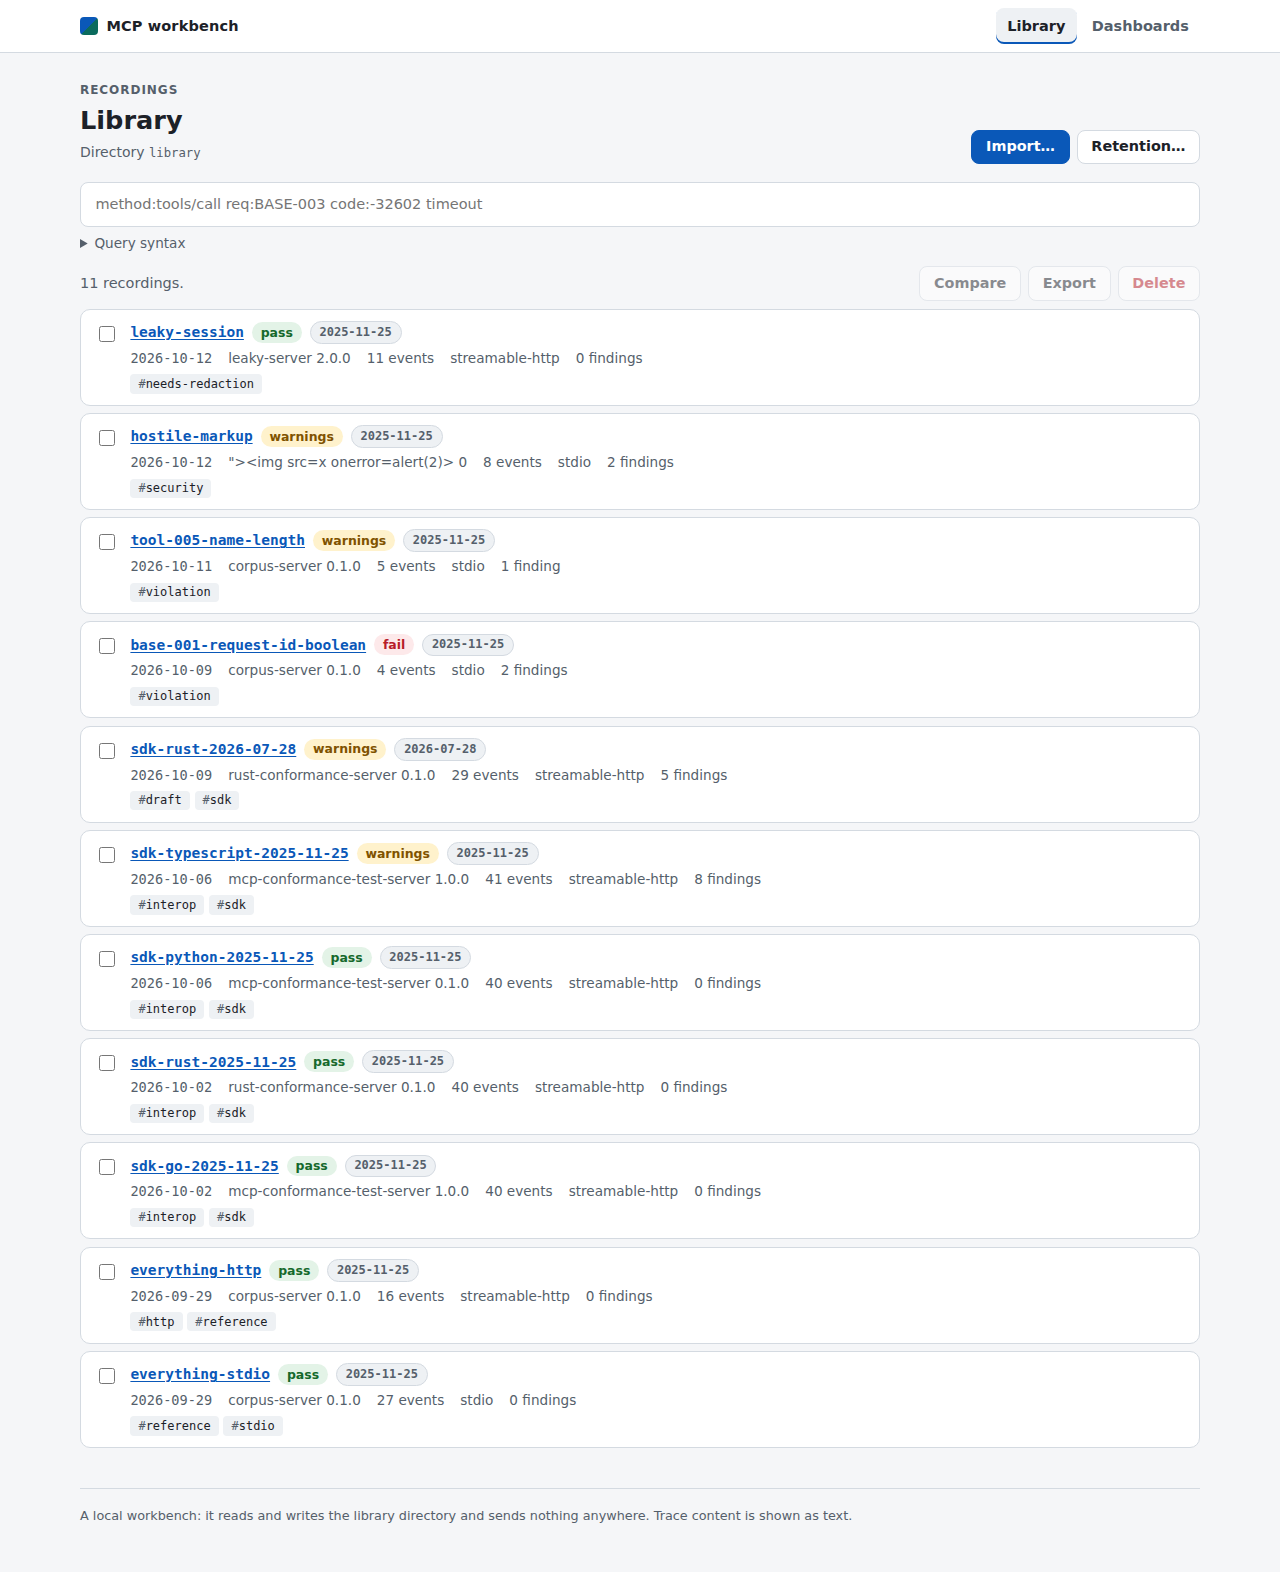 MCP workbench
Library Dashboards
RECORDINGS
Library
Directory library
Import… Retention…
method:tools/call req:BASE-003 code:-32602 timeout
Query syntax
11 recordings.
Compare Export Delete
leaky-session pass 2025-11-25
2026-10-12 leaky-server 2.0.0 11 events streamable-http 0 findings
#needs-redaction
hostile-markup warnings 2025-11-25
2026-10-12 "><img src=x onerror=alert(2)> 0 8 events stdio 2 findings
#security
tool-005-name-length warnings 2025-11-25
2026-10-11 corpus-server 0.1.0 5 events stdio 1 finding
#violation
base-001-request-id-boolean fail 2025-11-25
2026-10-09 corpus-server 0.1.0 4 events stdio 2 findings
#violation
sdk-rust-2026-07-28 warnings 2026-07-28
2026-10-09 rust-conformance-server 0.1.0 29 events streamable-http 5 findings
#draft #sdk
sdk-typescript-2025-11-25 warnings 2025-11-25
2026-10-06 mcp-conformance-test-server 1.0.0 41 events streamable-http 8 findings
#interop #sdk
sdk-python-2025-11-25 pass 2025-11-25
2026-10-06 mcp-conformance-test-server 0.1.0 40 events streamable-http 0 findings
#interop #sdk
sdk-rust-2025-11-25 pass 2025-11-25
2026-10-02 rust-conformance-server 0.1.0 40 events streamable-http 0 findings
#interop #sdk
sdk-go-2025-11-25 pass 2025-11-25
2026-10-02 mcp-conformance-test-server 1.0.0 40 events streamable-http 0 findings
#interop #sdk
everything-http pass 2025-11-25
2026-09-29 corpus-server 0.1.0 16 events streamable-http 0 findings
#http #reference
everything-stdio pass 2025-11-25
2026-09-29 corpus-server 0.1.0 27 events stdio 0 findings
#reference #stdio
A local workbench: it reads and writes the library directory and sends nothing anywhere. Trace content is shown as text.